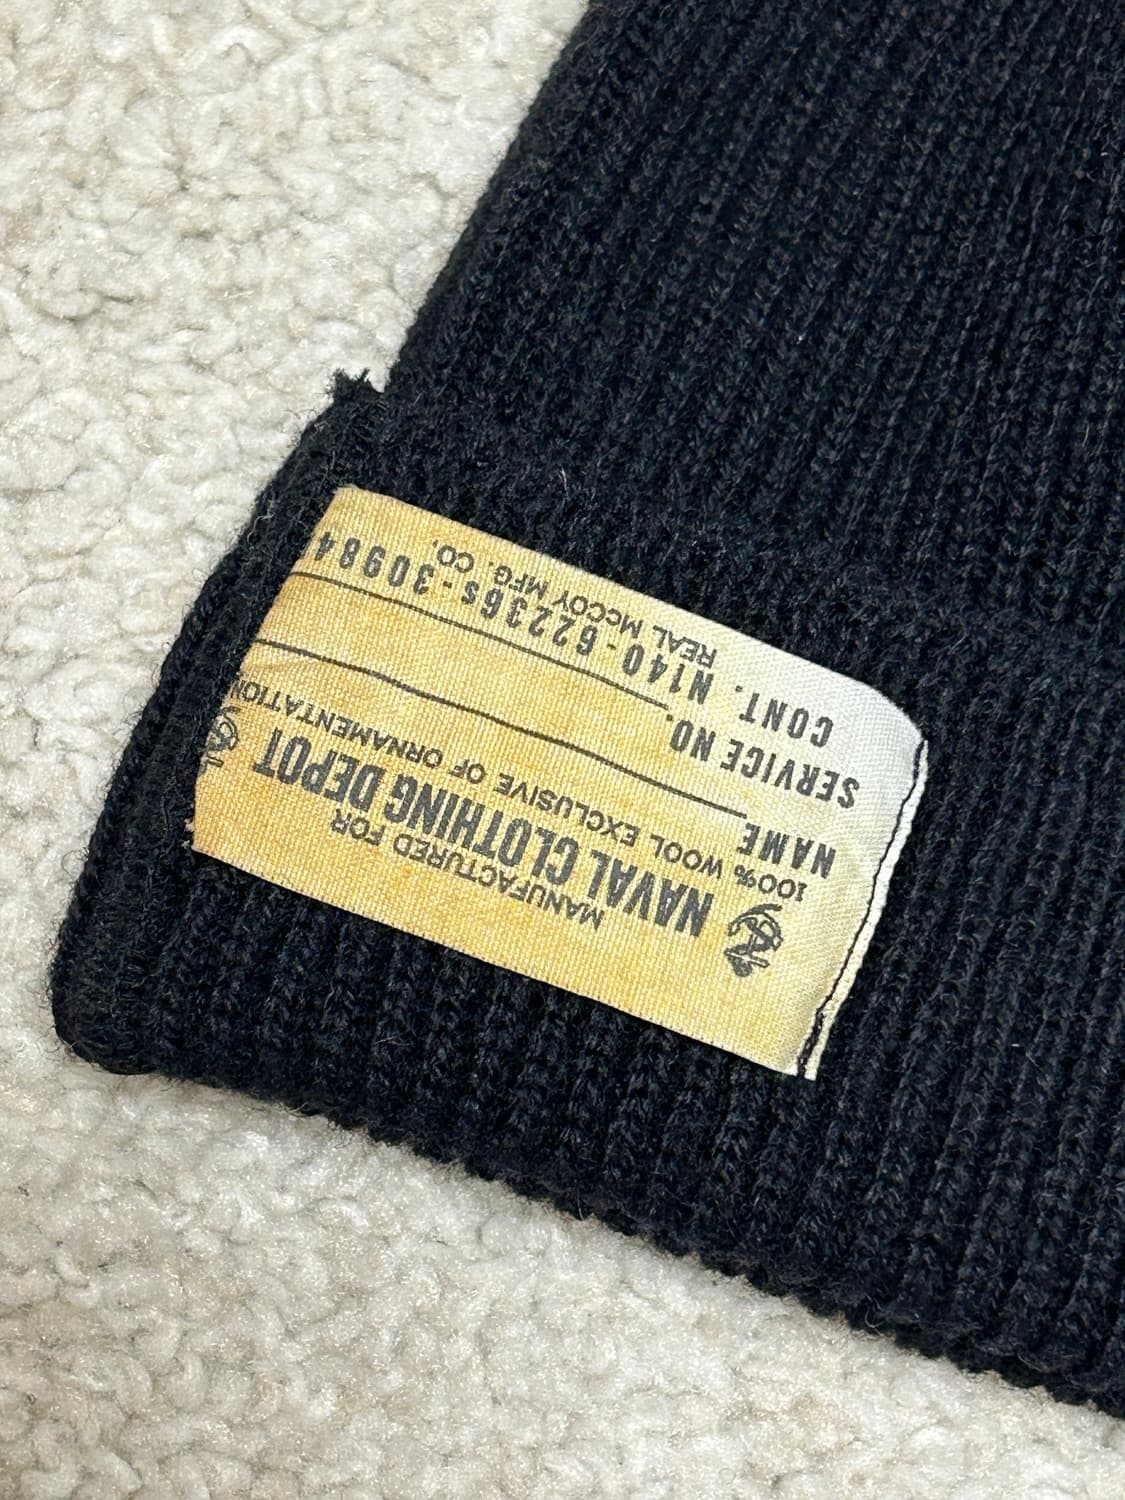 MANUFACTURED FOR
NAVAL CLOTHING DEPOT
100% WOOL EXCLUSIVE OF ORNAMENTATION
NAME
SERVICE NO.
CONT. N140-62236s-30984
REAL McCOY MFG. CO.